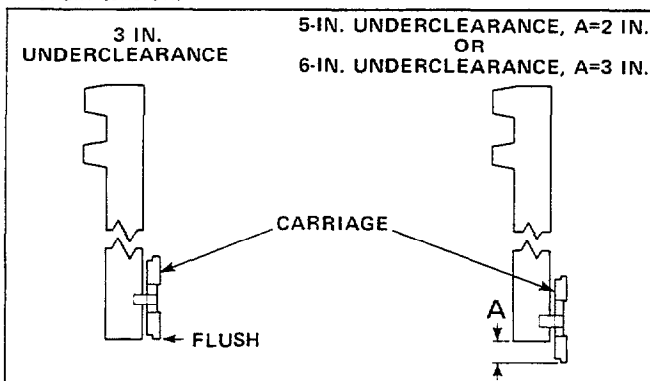 3 IN.
UNDERCLEARANCE
5-IN. UNDERCLEARANCE, A=2 IN.
OR
6-IN. UNDERCLEARANCE, A=3 IN.
CARRIAGE
A
FLUSH